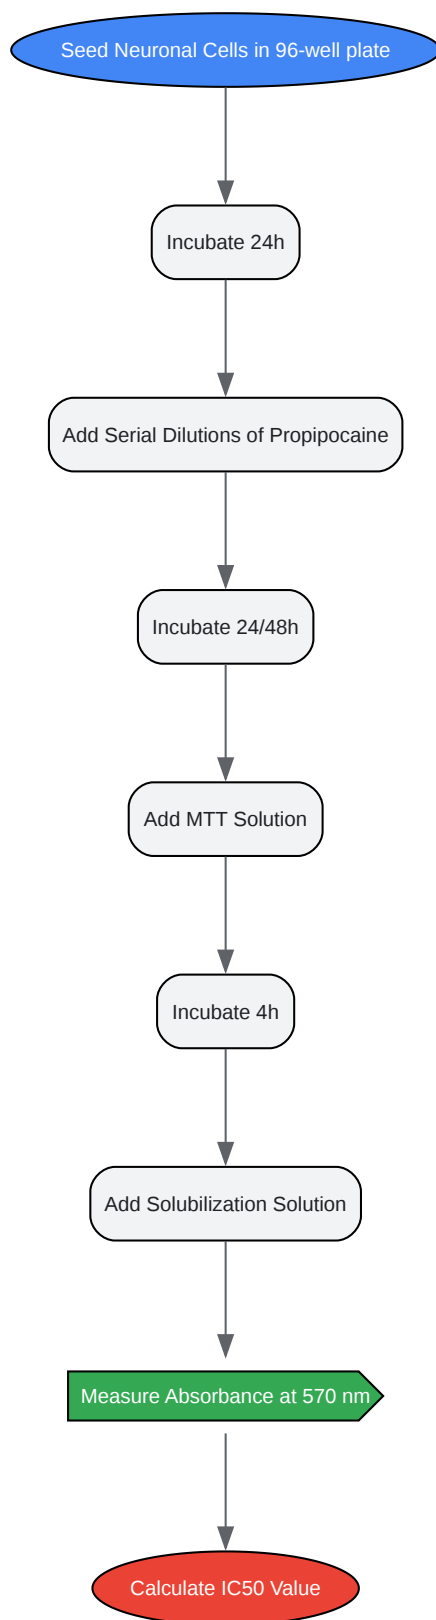 Seed Neuronal Cells in 96-well plate
Incubate 24h
Add Serial Dilutions of Propipocaine
Incubate 24/48h
Add MTT Solution
Incubate 4h
Add Solubilization Solution
Measure Absorbance at 570 nm
Calculate IC50 Value